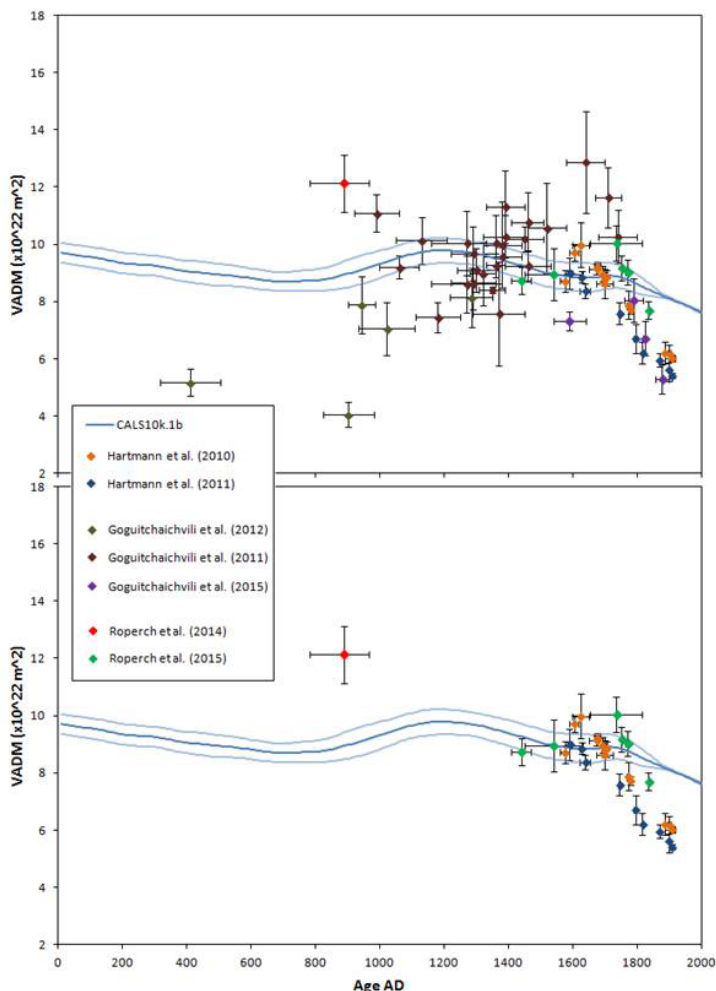 18
16
14
12
10
8
6
4
2
VADM (x10^22 m^2)
CALS10k.1b
Hartmann et al. (2010)
Hartmann et al. (2011)
Goguitchaichvili et al. (2012)
Goguitchaichvili et al. (2011)
Goguitchaichvili et al. (2015)
Roperch et al. (2014)
Roperch et al. (2015)
18
16
14
12
10
8
6
4
2
VADM (x10^22 m^2)
0 200 400 600 800 1000 1200 1400 1600 1800 2000
Age AD